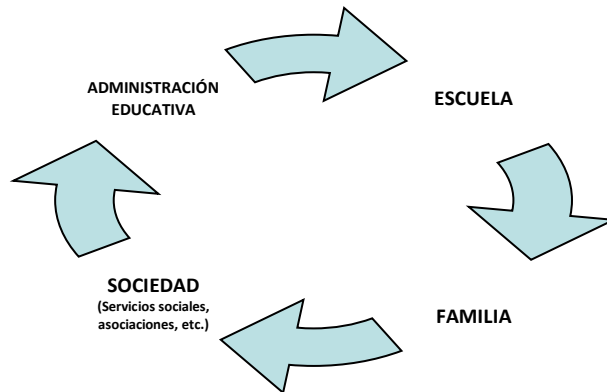 ADMINISTRACIÓN
EDUCATIVA
ESCUELA
SOCIEDAD
(Servicios sociales,
asociaciones, etc.)
FAMILIA